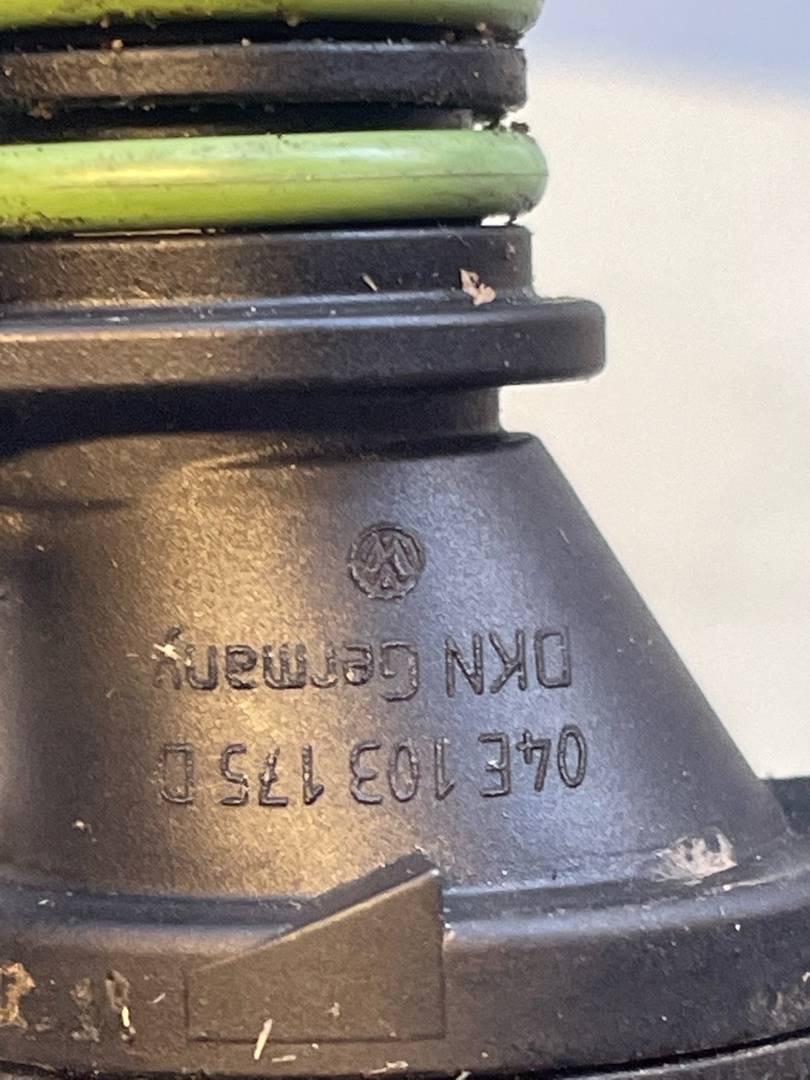 04E 103 175 D
DKN Germany